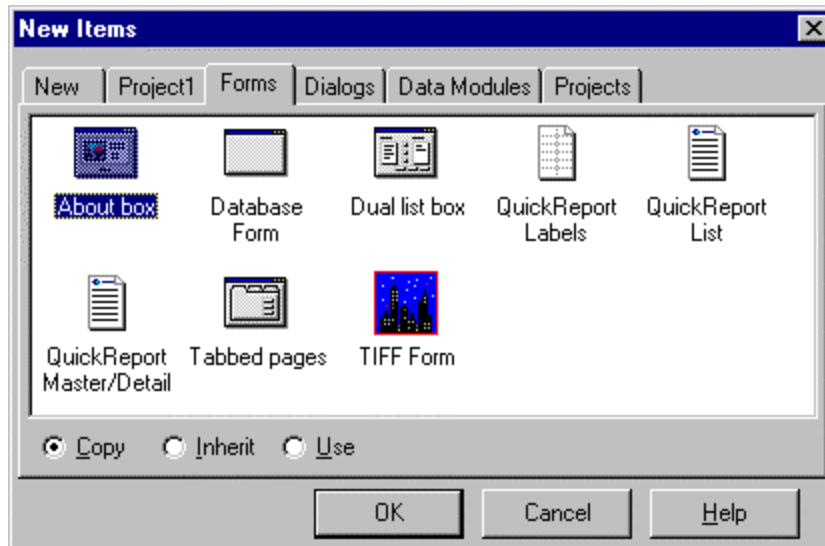 New Items
New Project1 Forms Dialogs Data Modules Projects
About box Database Form Dual list box QuickReport Labels QuickReport List
QuickReport Master/Detail Tabbed pages TIFF Form
Copy Inherit Use
OK Cancel Help